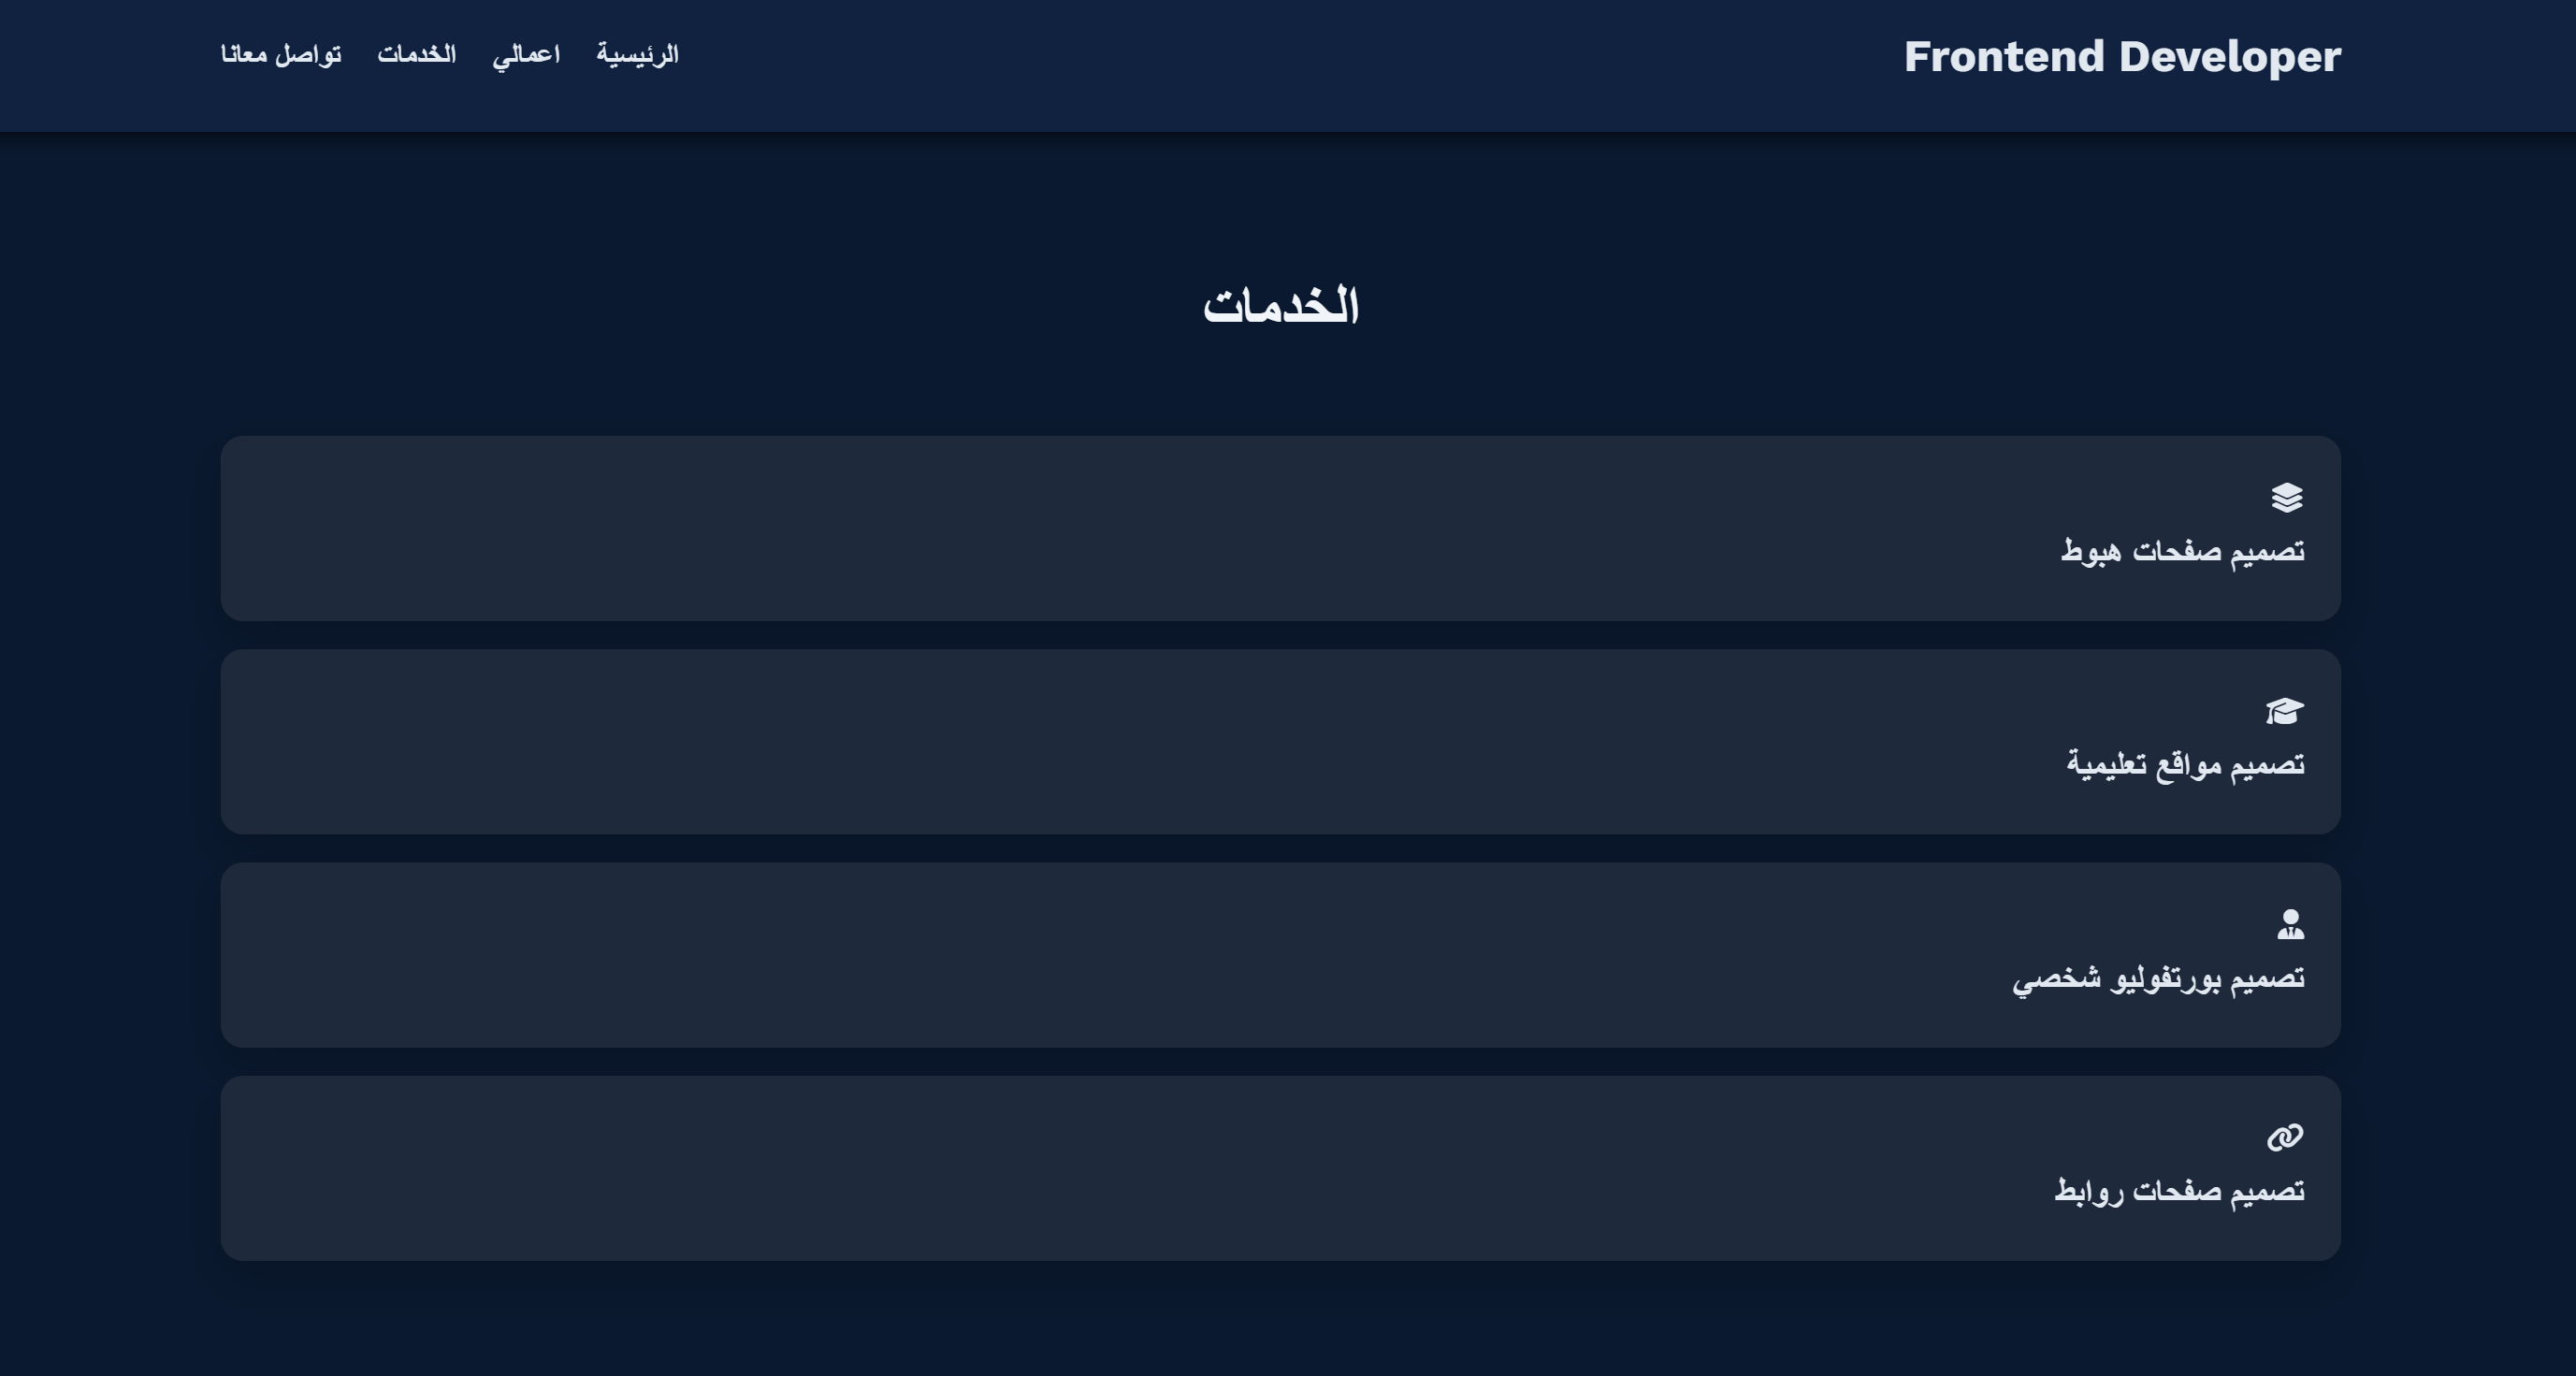 Frontend Developer
الرئيسية اعمالي الخدمات تواصل معانا
الخدمات
تصميم صفحات هبوط
تصميم مواقع تعليمية
تصميم بورتفوليو شخصي
تصميم صفحات روابط